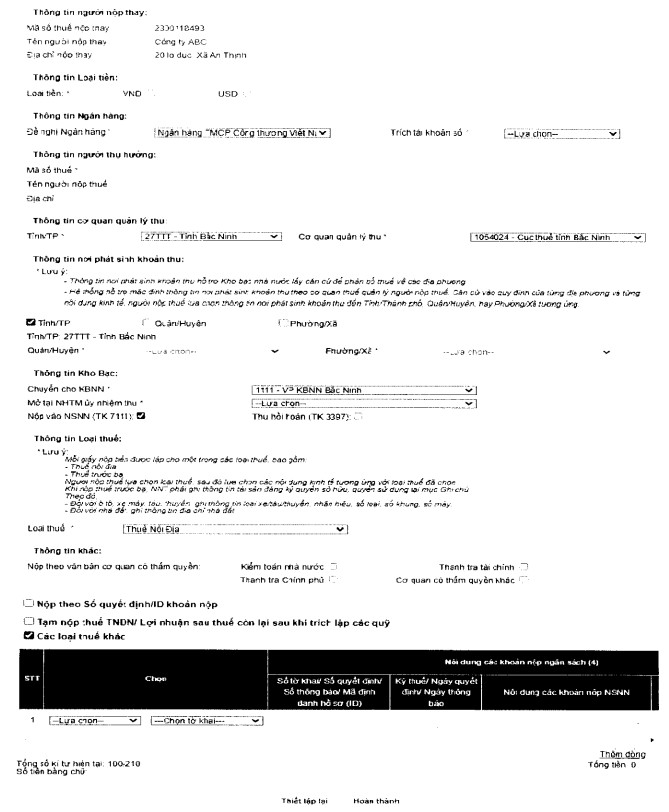 Thông tin người nộp thay:
Mã số thuế nộp thay 2300118493
Tên người nộp thay Công ty ABC
Địa chỉ nộp thay Xã An Thịnh
Thông tin Loại tiền:
Loại tiền: * VND USD
Thông tin Ngân hàng:
Đề nghị Ngân hàng * Ngân hàng TMCP Công thương Việt Na Trích tài khoản số * --Lựa chọn--
Thông tin người thụ hưởng:
Mã số thuế *
Tên người nộp thuế
Địa chỉ
Thông tin cơ quan quản lý thu
Tỉnh/TP * 27TTT - Tỉnh Bắc Ninh Cơ quan quản lý thu * 1054024 - Cục thuế tỉnh Bắc Ninh
Thông tin nơi phát sinh khoản thu:
* Lưu ý:
- Thông tin nơi phát sinh khoản thu hỗ trợ Kho bạc nhà nước lấy căn cứ để phân bổ thuế về các địa phương
- Hệ thống hỗ trợ mặc định thông tin nơi phát sinh khoản thu theo cơ quan thuế quản lý người nộp thuế. Căn cứ vào quy định của từng địa phương và từng
nội dung kinh tế, người nộp thuế lựa chọn thông tin nơi phát sinh khoản thu đến Tỉnh/Thành phố, Quận/Huyện, hay Phường/Xã tương ứng.
Tỉnh/TP Quận/Huyện Phường/Xã
Tỉnh/TP: 27TTT - Tỉnh Bắc Ninh
Quận/Huyện * --Lựa chọn-- Phường/Xã * --Lựa chọn--
Thông tin Kho Bạc:
Chuyển cho KBNN * 1111 - VP KBNN Bắc Ninh
Mở tại NHTM ủy nhiệm thu * --Lựa chọn--
Nộp vào NSNN (TK 7111): Thu hồi hoàn (TK 3397):
Thông tin Loại thuế:
* Lưu ý:
Mỗi giấy nộp tiền được lập cho một trong các loại thuế, bao gồm:
- Thuế nội địa
- Thuế trước bạ
Người nộp thuế lựa chọn loại thuế, sau đó lựa chọn các nội dung kinh tế tương ứng với loại thuế đã chọn
Khi nộp thuế trước bạ, NNT phải ghi thông tin tài sản đăng ký quyền sở hữu, quyền sử dụng tại mục Ghi chú
Theo đó,
- Đối với ô tô, xe máy, tàu, thuyền, ghi thông tin loại xe/tàu/thuyền, nhãn hiệu, số loại, số khung, số máy.
- Đối với nhà đất, ghi thông tin địa chỉ nhà đất
Loại thuế * Thuế Nội Địa
Thông tin khác:
Nộp theo văn bản cơ quan có thẩm quyền: Kiểm toán nhà nước Thanh tra tài chính
Thanh tra Chính phủ Cơ quan có thẩm quyền khác
Nộp theo Số quyết định/ID khoản nộp
Tạm nộp thuế TNDN/ Lợi nhuận sau thuế còn lại sau khi trích lập các quỹ
Các loại thuế khác
Nội dung các khoản nộp ngân sách (4)
STT Chọn Số tờ khai/ Số quyết định/ Số thông báo/ Mã định danh hồ sơ (ID) Kỳ thuế/ Ngày quyết định/ Ngày thông báo Nội dung các khoản nộp NSNN
1 --Lựa chọn-- ---Chọn tờ khai---
Thêm dòng
Tổng số kí tự hiện tại: 100-210 Tổng tiền: 0
Số tiền bằng chữ:
Thiết lập lại Hoàn thành